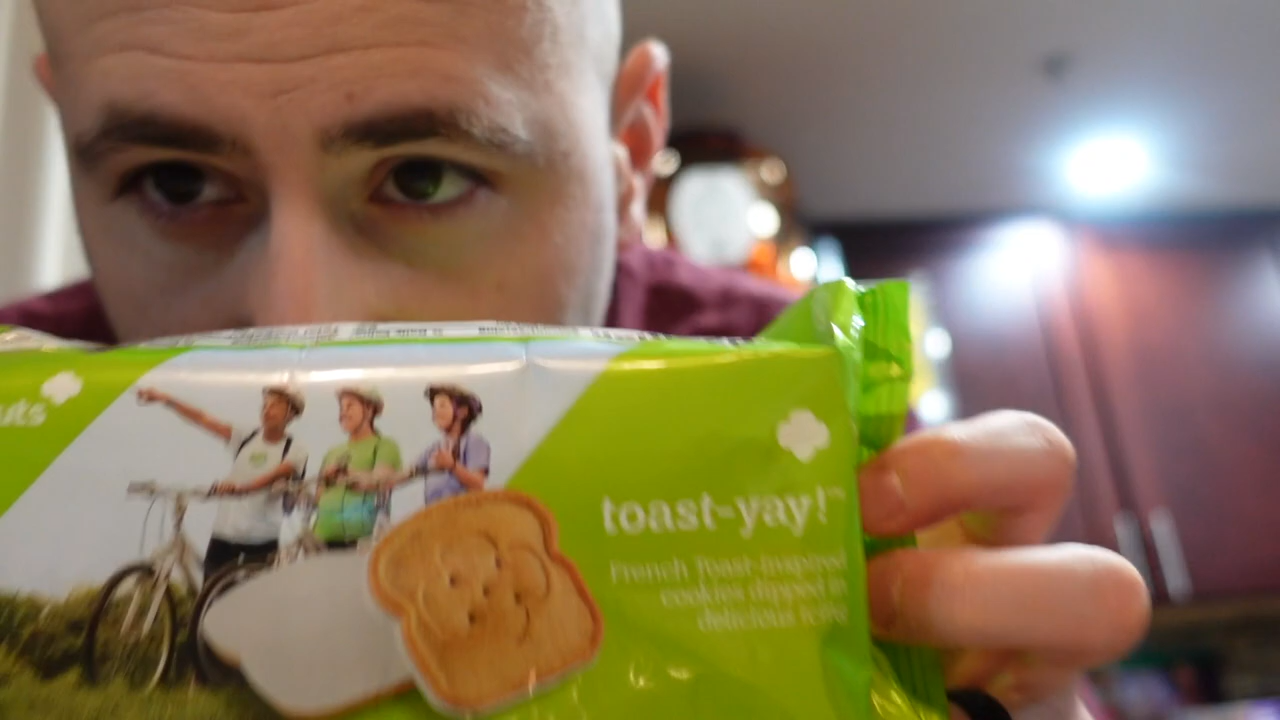 uts
toast-yay!™
French Toast-inspired
cookies dipped in
delicious icing